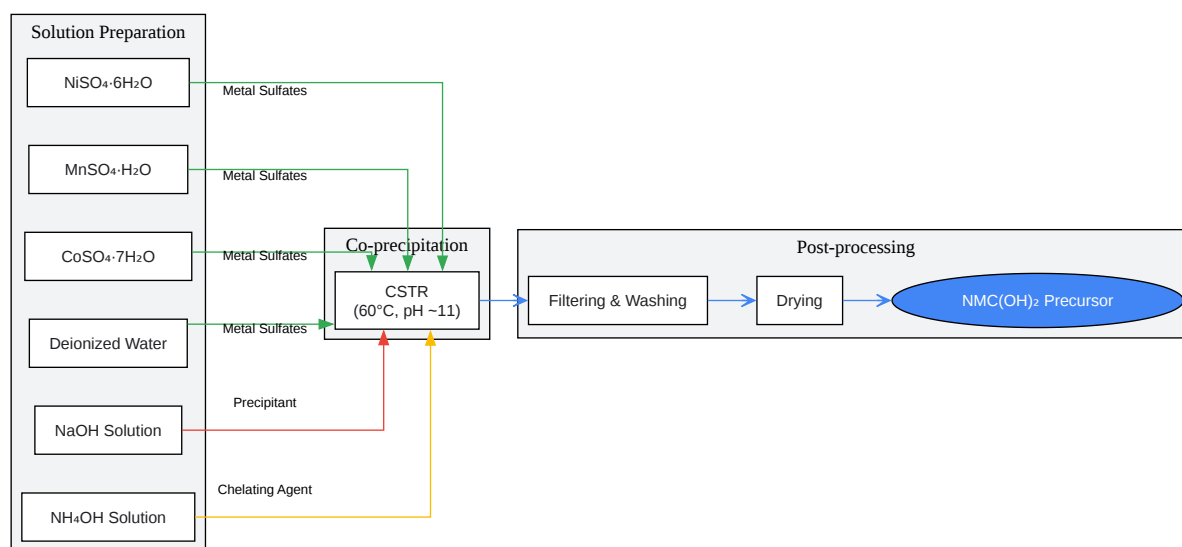 Solution Preparation
NiSO₄·6H₂O
Metal Sulfates
MnSO₄·H₂O
Metal Sulfates
CoSO₄·7H₂O
Metal Sulfates
Deionized Water
Metal Sulfates
NaOH Solution
Precipitant
NH₄OH Solution
Chelating Agent
Co-precipitation
CSTR
(60°C, pH ~11)
Post-processing
Filtering & Washing
Drying
NMC(OH)₂ Precursor